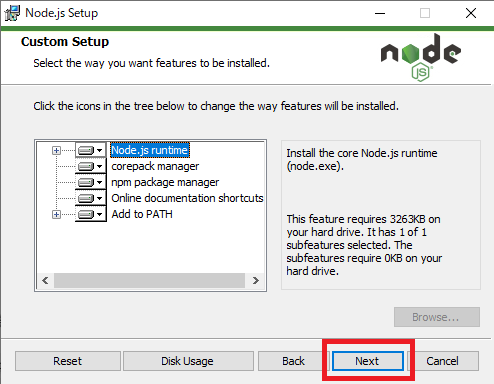 Node.js Setup
Custom Setup
Select the way you want features to be installed.
node
JS
Click the icons in the tree below to change the way features will be installed.
Node.js runtime
corepack manager
npm package manager
Online documentation shortcuts
Add to PATH
Install the core Node.js runtime
(node.exe).
This feature requires 3263KB on
your hard drive. It has 1 of 1
subfeatures selected. The
subfeatures require 0KB on your
hard drive.
Browse...
Reset
Disk Usage
Back
Next
Cancel